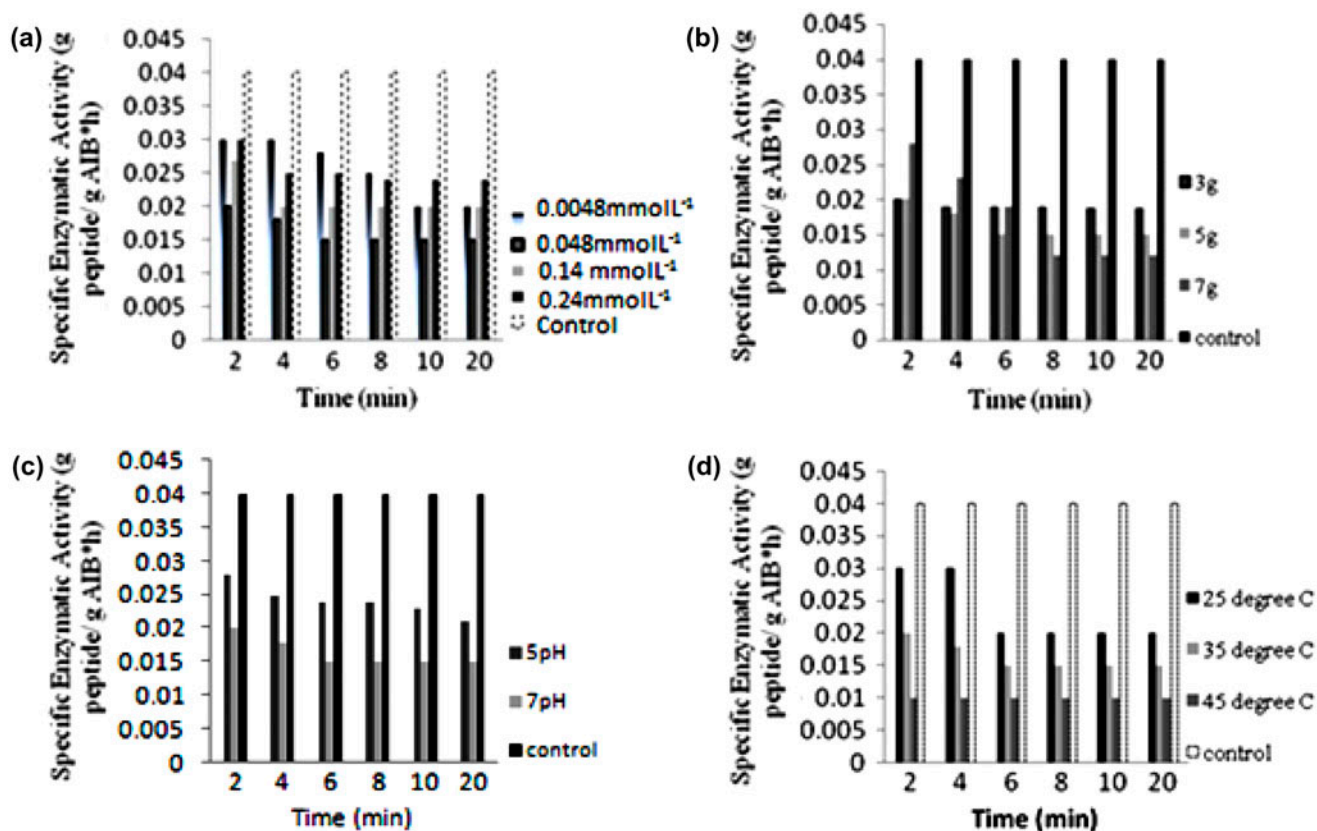 (a)
Specific Enzymatic Activity (g
peptide/ g AIB*h)
0.045
0.04
0.035
0.03
0.025
0.02
0.015
0.01
0.005
0
2 4 6 8 10 20
Time (min)
0.0048mmolL⁻¹
0.048mmolL⁻¹
0.14 mmolL⁻¹
0.24mmolL⁻¹
Control
(b)
Specific Enzymatic Activity (g
peptide/ g AIB*h)
0.045
0.04
0.035
0.03
0.025
0.02
0.015
0.01
0.005
0
2 4 6 8 10 20
Time (min)
3g
5g
7g
control
(c)
Specific Enzymatic Activity (g
peptide/ g AIB*h)
0.045
0.04
0.035
0.03
0.025
0.02
0.015
0.01
0.005
0
2 4 6 8 10 20
Time (min)
5pH
7pH
control
(d)
Specific Enzymatic Activity (g
peptide/ g AIB*h)
0.045
0.04
0.035
0.03
0.025
0.02
0.015
0.01
0.005
0
2 4 6 8 10 20
Time (min)
25 degree C
35 degree C
45 degree C
control